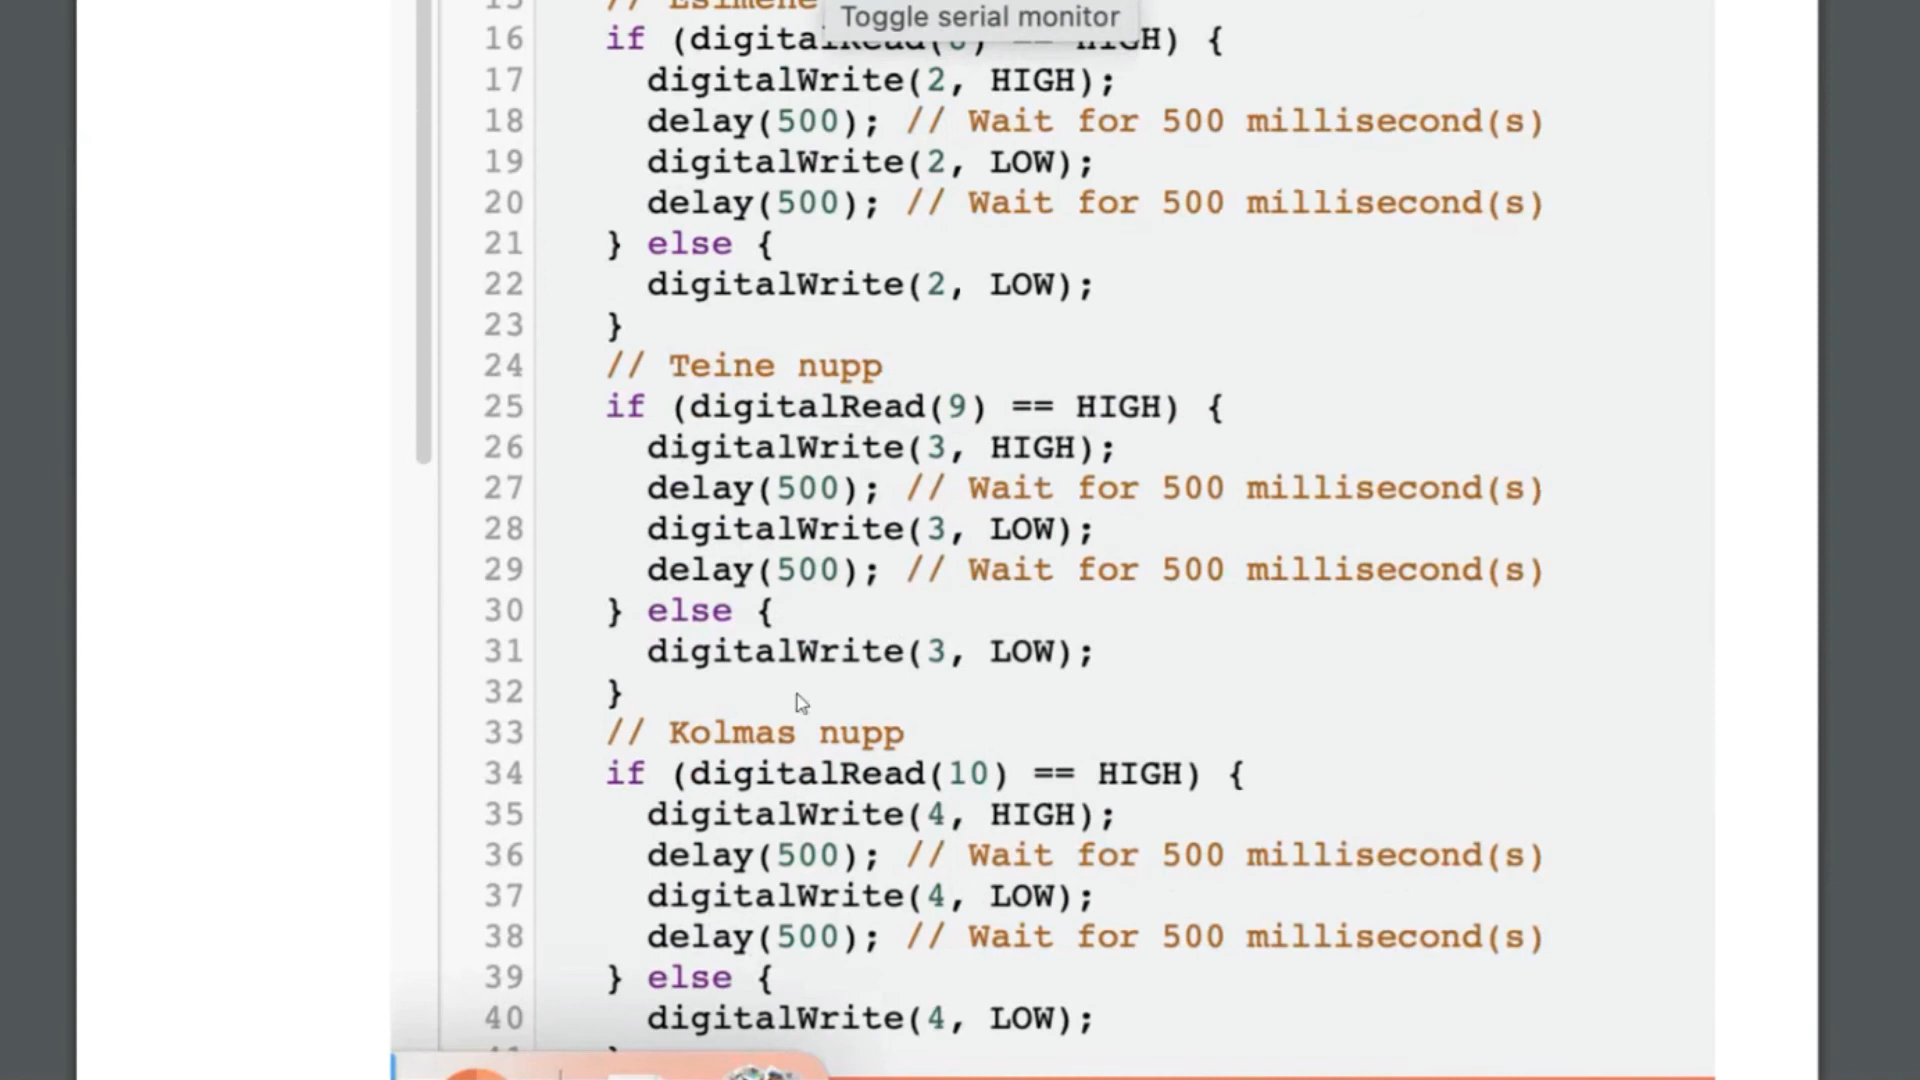 Toggle serial monitor
15 // Esimene
16 if (digitalRead( ) == HIGH) {
17 digitalWrite(2, HIGH);
18 delay(500); // Wait for 500 millisecond(s)
19 digitalWrite(2, LOW);
20 delay(500); // Wait for 500 millisecond(s)
21 } else {
22 digitalWrite(2, LOW);
23 }
24 // Teine nupp
25 if (digitalRead(9) == HIGH) {
26 digitalWrite(3, HIGH);
27 delay(500); // Wait for 500 millisecond(s)
28 digitalWrite(3, LOW);
29 delay(500); // Wait for 500 millisecond(s)
30 } else {
31 digitalWrite(3, LOW);
32 }
33 // Kolmas nupp
34 if (digitalRead(10) == HIGH) {
35 digitalWrite(4, HIGH);
36 delay(500); // Wait for 500 millisecond(s)
37 digitalWrite(4, LOW);
38 delay(500); // Wait for 500 millisecond(s)
39 } else {
40 digitalWrite(4, LOW);